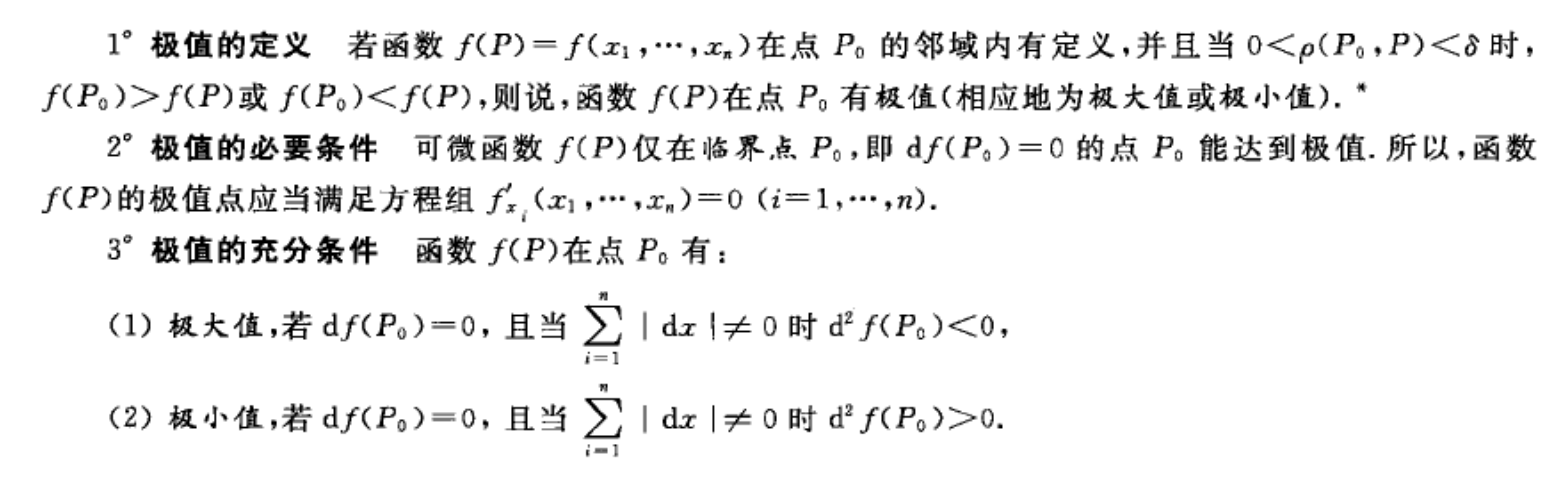 1° 极值的定义 若函数 f(P)=f(x₁,⋯,xₙ)在点 P₀ 的邻域内有定义,并且当 0<ρ(P₀,P)<δ 时,
f(P₀)>f(P)或 f(P₀)<f(P),则说,函数 f(P)在点 P₀ 有极值(相应地为极大值或极小值).*
2° 极值的必要条件 可微函数 f(P)仅在临界点 P₀,即 df(P₀)=0 的点 P₀ 能达到极值.所以,函数
f(P)的极值点应当满足方程组 f′_{x_i}(x₁,⋯,xₙ)=0 (i=1,⋯,n).
3° 极值的充分条件 函数 f(P)在点 P₀ 有:
(1) 极大值,若 df(P₀)=0, 且当 ∑_{i=1}^{n} | dx |≠ 0 时 d² f(P₀)<0,
(2) 极小值,若 df(P₀)=0, 且当 ∑_{i=1}^{n} | dx |≠ 0 时 d² f(P₀)>0.